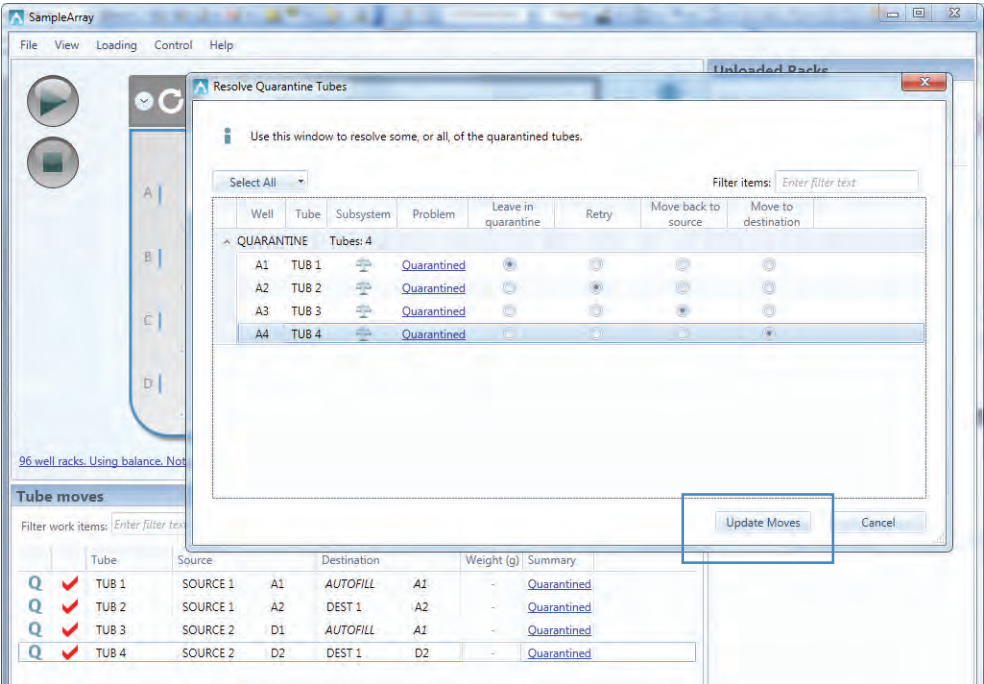 SampleArray
File View Loading Control Help
Unloaded Racks
Resolve Quarantine Tubes
Use this window to resolve some, or all, of the quarantined tubes.
Select All
Filter items: Enter filter text
Well Tube Subsystem Problem Leave in quarantine Retry Move back to source Move to destination
QUARANTINE Tubes: 4
A1 TUB 1 Quarantined
A2 TUB 2 Quarantined
A3 TUB 3 Quarantined
A4 TUB 4 Quarantined
A
B
C
D
96 well racks. Using balance. Not
Update Moves Cancel
Tube moves
Filter work items: Enter filter text
Tube Source Destination Weight (g) Summary
Q TUB 1 SOURCE 1 A1 AUTOFILL A1 - Quarantined
Q TUB 2 SOURCE 1 A2 DEST 1 A2 - Quarantined
Q TUB 3 SOURCE 2 D1 AUTOFILL A1 - Quarantined
Q TUB 4 SOURCE 2 D2 DEST 1 D2 - Quarantined